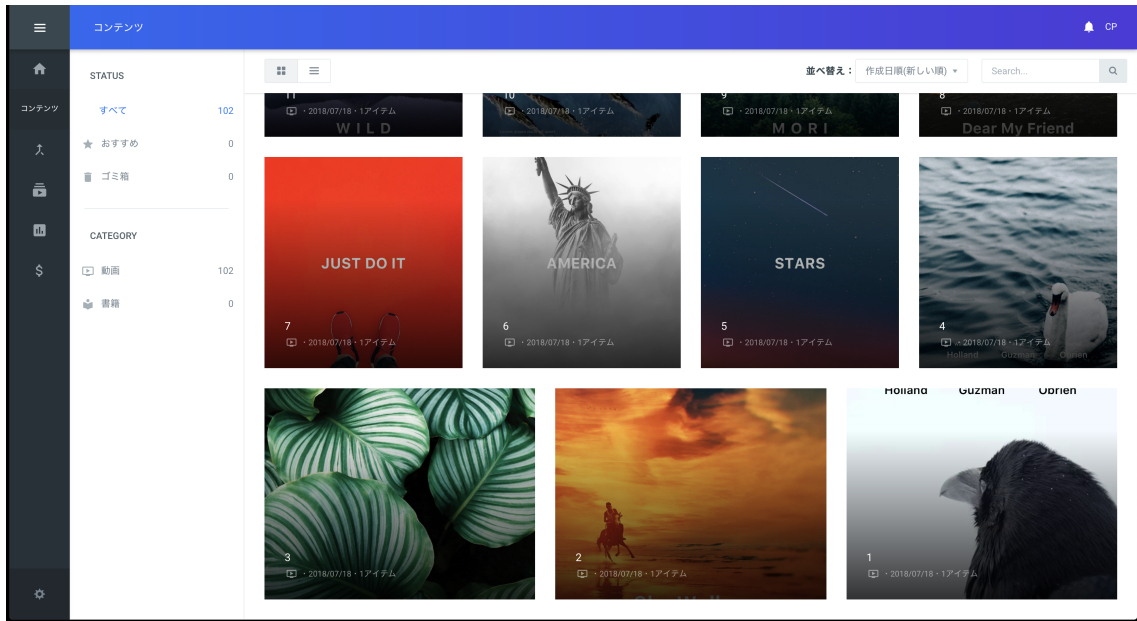 コンテンツ
CP
コンテンツ
STATUS
すべて 102
おすすめ 0
ゴミ箱 0
CATEGORY
動画 102
書籍 0
並べ替え：
作成日順(新しい順)
Search...
11
・2018/07/18・1アイテム
WILD
10
・2018/07/18・1アイテム
9
・2018/07/18・1アイテム
MORI
8
・2018/07/18・1アイテム
Dear My Friend
JUST DO IT
7
・2018/07/18・1アイテム
AMERICA
6
・2018/07/18・1アイテム
STARS
5
・2018/07/18・1アイテム
4
・2018/07/18・1アイテム
Holland Guzman Obrien
3
・2018/07/18・1アイテム
2
・2018/07/18・1アイテム
Holland Guzman Obrien
1
・2018/07/18・1アイテム